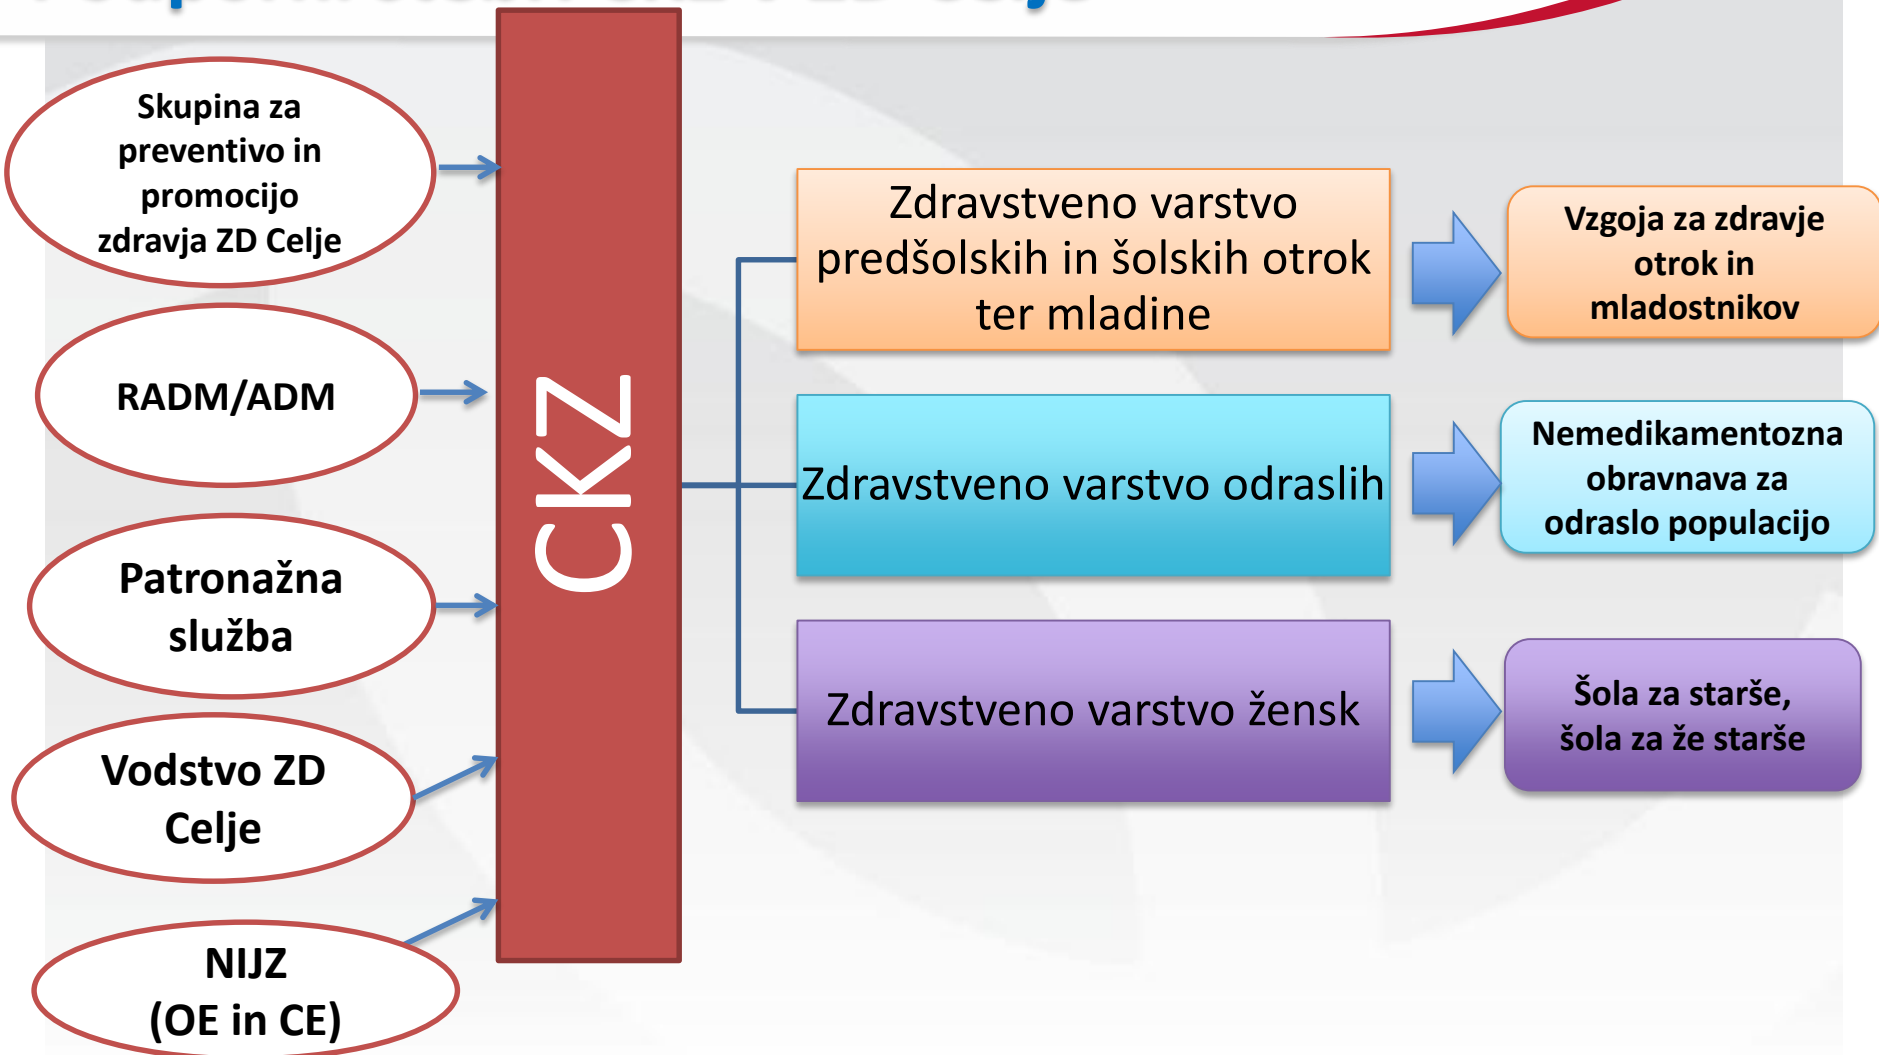 Skupina za
preventivo in
promocijo
zdravja ZD Celje
RADM/ADM
Patronažna
služba
Vodstvo ZD
Celje
NIJZ
(OE in CE)
CKZ
Zdravstveno varstvo
predšolskih in šolskih otrok
ter mladine
Zdravstveno varstvo odraslih
Zdravstveno varstvo žensk
Vzgoja za zdravje
otrok in
mladostnikov
Nemedikamentozna
obravnava za
odraslo populacijo
Šola za starše,
šola za že starše